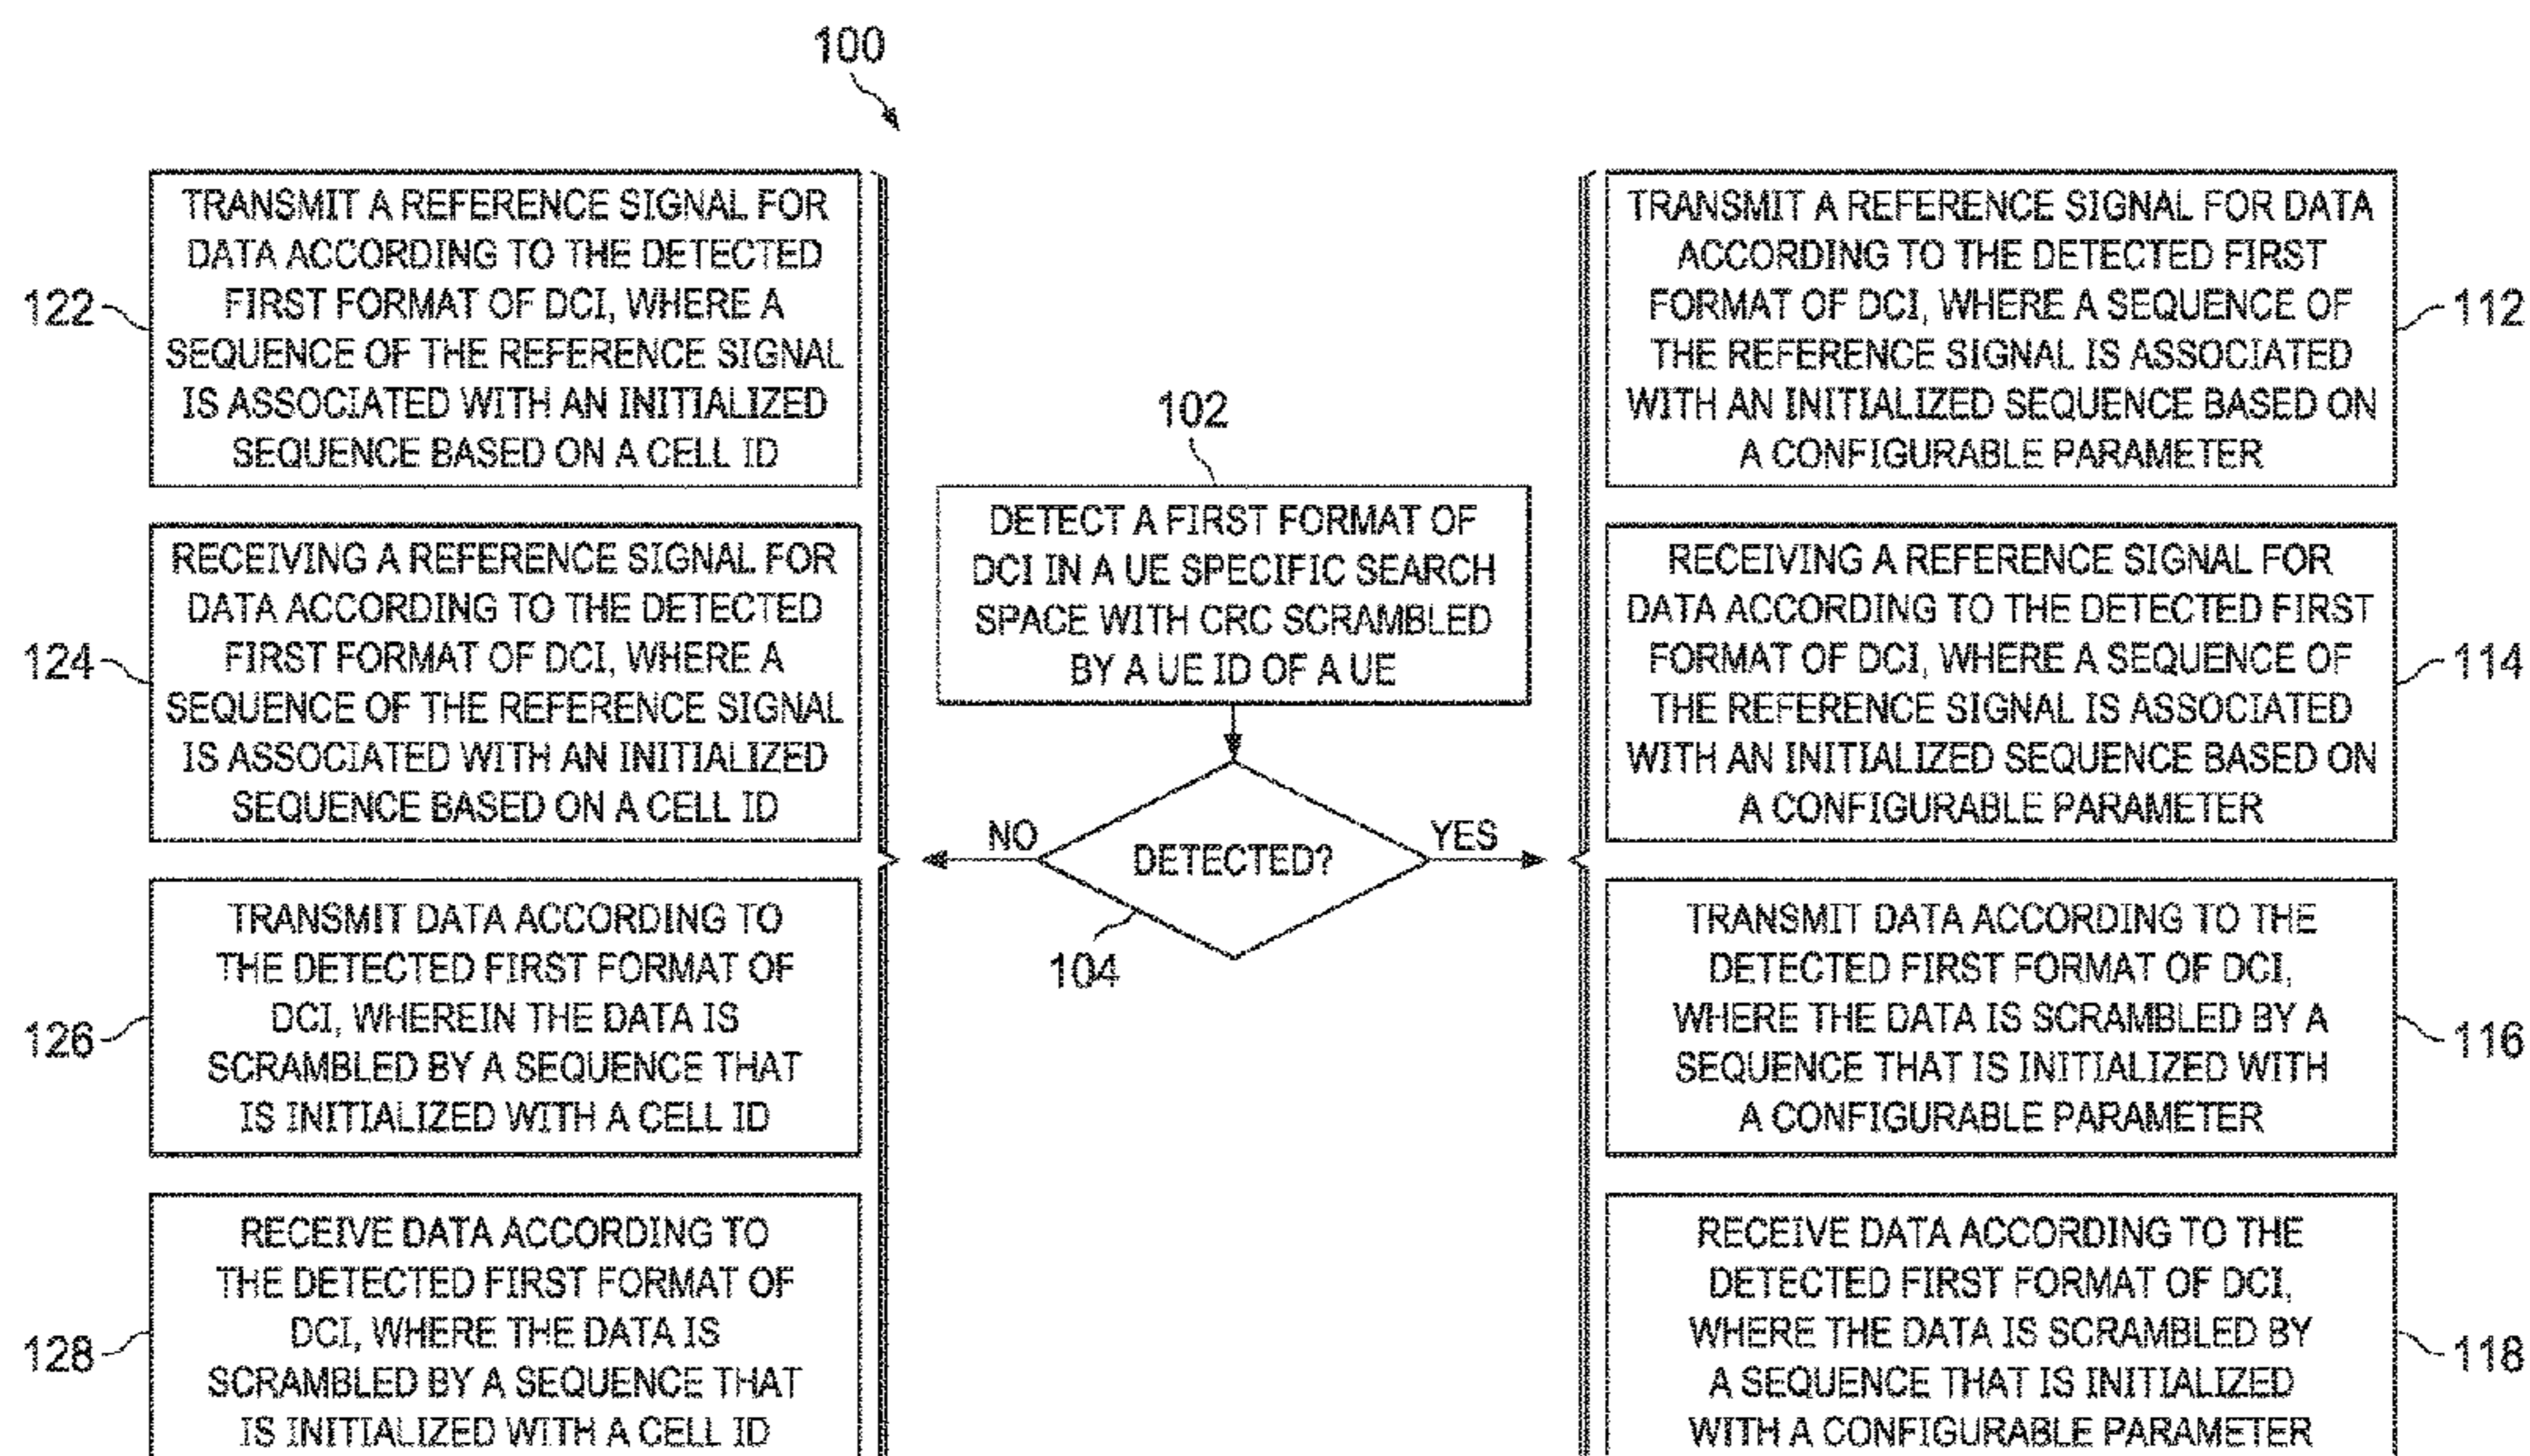 100
122
TRANSMIT A REFERENCE SIGNAL FOR
DATA ACCORDING TO THE DETECTED
FIRST FORMAT OF DCI, WHERE A
SEQUENCE OF THE REFERENCE SIGNAL
IS ASSOCIATED WITH AN INITIALIZED
SEQUENCE BASED ON A CELL ID
124
RECEIVING A REFERENCE SIGNAL FOR
DATA ACCORDING TO THE DETECTED
FIRST FORMAT OF DCI, WHERE A
SEQUENCE OF THE REFERENCE SIGNAL
IS ASSOCIATED WITH AN INITIALIZED
SEQUENCE BASED ON A CELL ID
126
TRANSMIT DATA ACCORDING TO
THE DETECTED FIRST FORMAT OF
DCI, WHEREIN THE DATA IS
SCRAMBLED BY A SEQUENCE THAT
IS INITIALIZED WITH A CELL ID
128
RECEIVE DATA ACCORDING TO
THE DETECTED FIRST FORMAT OF
DCI, WHERE THE DATA IS
SCRAMBLED BY A SEQUENCE THAT
IS INITIALIZED WITH A CELL ID
102
DETECT A FIRST FORMAT OF
DCI IN A UE SPECIFIC SEARCH
SPACE WITH CRC SCRAMBLED
BY A UE ID OF A UE
NO
DETECTED?
YES
104
TRANSMIT A REFERENCE SIGNAL FOR DATA
ACCORDING TO THE DETECTED FIRST
FORMAT OF DCI, WHERE A SEQUENCE OF
THE REFERENCE SIGNAL IS ASSOCIATED
WITH AN INITIALIZED SEQUENCE BASED ON
A CONFIGURABLE PARAMETER
112
RECEIVING A REFERENCE SIGNAL FOR
DATA ACCORDING TO THE DETECTED FIRST
FORMAT OF DCI, WHERE A SEQUENCE OF
THE REFERENCE SIGNAL IS ASSOCIATED
WITH AN INITIALIZED SEQUENCE BASED ON
A CONFIGURABLE PARAMETER
114
TRANSMIT DATA ACCORDING TO THE
DETECTED FIRST FORMAT OF DCI,
WHERE THE DATA IS SCRAMBLED BY A
SEQUENCE THAT IS INITIALIZED WITH
A CONFIGURABLE PARAMETER
116
RECEIVE DATA ACCORDING TO THE
DETECTED FIRST FORMAT OF DCI,
WHERE THE DATA IS SCRAMBLED BY
A SEQUENCE THAT IS INITIALIZED
WITH A CONFIGURABLE PARAMETER
118